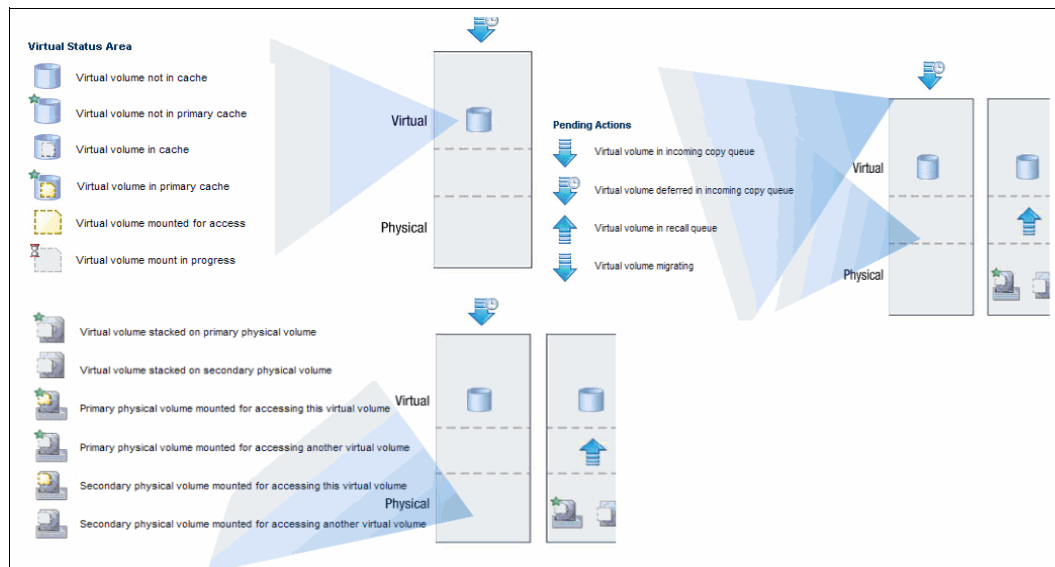 Virtual Status Area
Virtual volume not in cache
Virtual volume not in primary cache
Virtual volume in cache
Virtual volume in primary cache
Virtual volume mounted for access
Virtual volume mount in progress
Virtual
Physical
Pending Actions
Virtual volume in incoming copy queue
Virtual volume deferred in incoming copy queue
Virtual volume in recall queue
Virtual volume migrating
Virtual
Physical
Virtual volume stacked on primary physical volume
Virtual volume stacked on secondary physical volume
Primary physical volume mounted for accessing this virtual volume
Primary physical volume mounted for accessing another virtual volume
Secondary physical volume mounted for accessing this virtual volume
Secondary physical volume mounted for accessing another virtual volume
Virtual
Physical